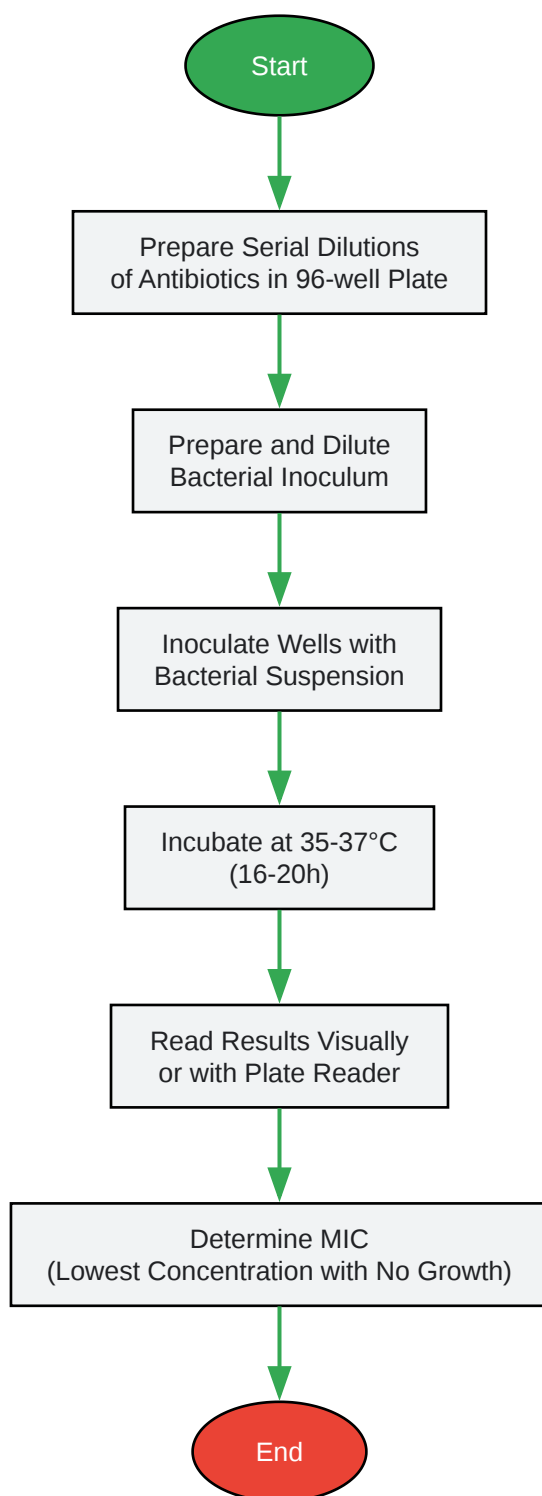 Start
Prepare Serial Dilutions
of Antibiotics in 96-well Plate
Prepare and Dilute
Bacterial Inoculum
Inoculate Wells with
Bacterial Suspension
Incubate at 35-37°C
(16-20h)
Read Results Visually
or with Plate Reader
Determine MIC
(Lowest Concentration with No Growth)
End